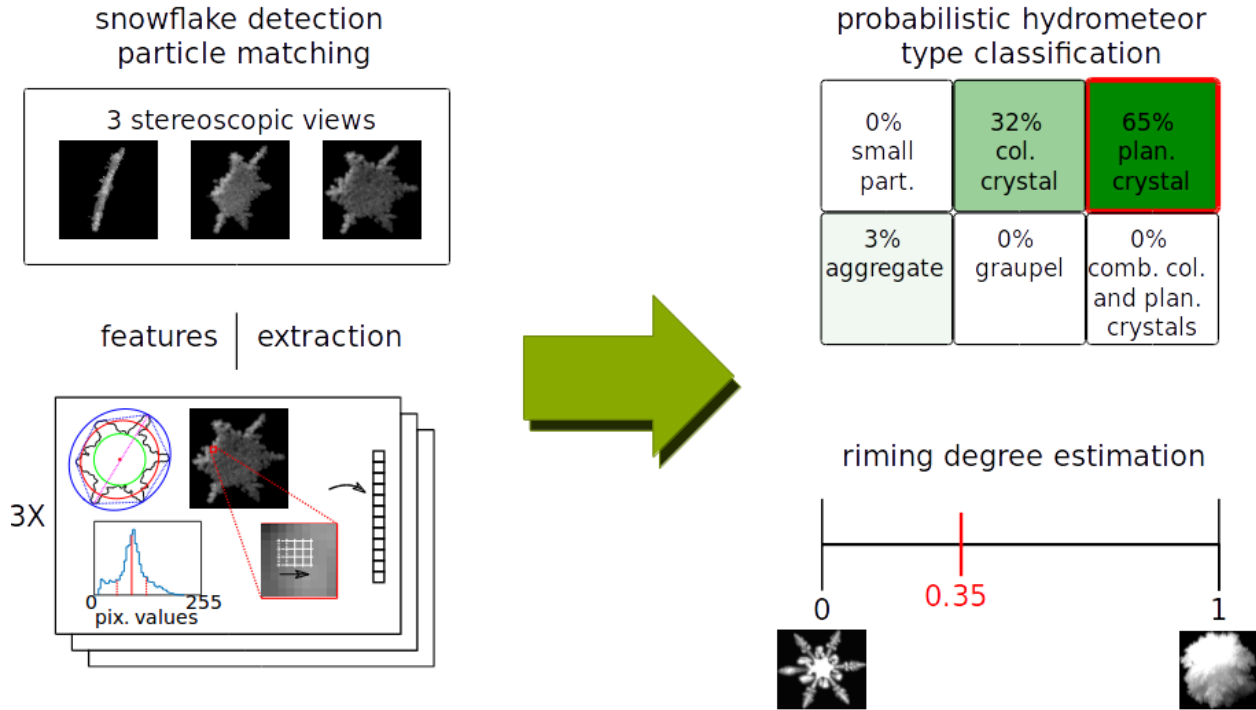 snowflake detection
particle matching
3 stereoscopic views
features extraction
3X
0 255
pix. values
probabilistic hydrometeor
type classification
0%
small
part.
32%
col.
crystal
65%
plan.
crystal
3%
aggregate
0%
graupel
0%
comb. col.
and plan.
crystals
riming degree estimation
0.35
0 1